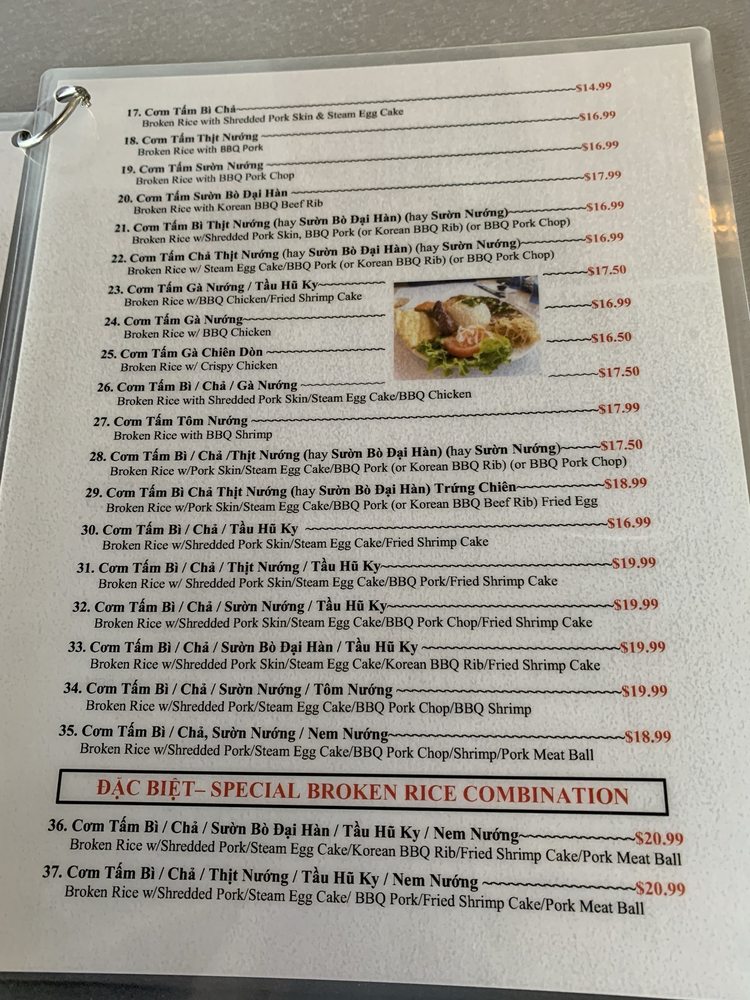 17. Cơm Tấm Bì Chả $14.99
Broken Rice with Shredded Pork Skin & Steam Egg Cake
18. Cơm Tấm Thịt Nướng $16.99
Broken Rice with BBQ Pork
19. Cơm Tấm Sườn Nướng $16.99
Broken Rice with BBQ Pork Chop
20. Cơm Tấm Sườn Bò Đại Hàn $17.99
Broken Rice with Korean BBQ Beef Rib
21. Cơm Tấm Bì Thịt Nướng (hay Sườn Bò Đại Hàn) (hay Sườn Nướng) $16.99
Broken Rice w/Shredded Pork Skin, BBQ Pork (or Korean BBQ Rib) (or BBQ Pork Chop)
22. Cơm Tấm Chả Thịt Nướng (hay Sườn Bò Đại Hàn) (hay Sườn Nướng) $16.99
Broken Rice w/ Steam Egg Cake/BBQ Pork (or Korean BBQ Rib) (or BBQ Pork Chop)
23. Cơm Tấm Gà Nướng / Tầu Hũ Ky $17.50
Broken Rice w/BBQ Chicken/Fried Shrimp Cake
24. Cơm Tấm Gà Nướng $16.99
Broken Rice w/ BBQ Chicken
25. Cơm Tấm Gà Chiên Dòn $16.50
Broken Rice w/ Crispy Chicken
26. Cơm Tấm Bì / Chả / Gà Nướng $17.50
Broken Rice with Shredded Pork Skin/Steam Egg Cake/BBQ Chicken
27. Cơm Tấm Tôm Nướng $17.99
Broken Rice with BBQ Shrimp
28. Cơm Tấm Bì / Chả /Thịt Nướng (hay Sườn Bò Đại Hàn) (hay Sườn Nướng) $17.50
Broken Rice w/Pork Skin/Steam Egg Cake/BBQ Pork (or Korean BBQ Rib) (or BBQ Pork Chop)
29. Cơm Tấm Bì Chả Thịt Nướng (hay Sườn Bò Đại Hàn) Trứng Chiên $18.99
Broken Rice w/Pork Skin/Steam Egg Cake/BBQ Pork (or Korean BBQ Beef Rib) Fried Egg
30. Cơm Tấm Bì / Chả / Tầu Hũ Ky $16.99
Broken Rice w/Shredded Pork Skin/Steam Egg Cake/Fried Shrimp Cake
31. Cơm Tấm Bì / Chả / Thịt Nướng / Tầu Hũ Ky $19.99
Broken Rice w/ Shredded Pork Skin/Steam Egg Cake/BBQ Pork/Fried Shrimp Cake
32. Cơm Tấm Bì / Chả / Sườn Nướng / Tầu Hũ Ky $19.99
Broken Rice w/Shredded Pork Skin/Steam Egg Cake/BBQ Pork Chop/Fried Shrimp Cake
33. Cơm Tấm Bì / Chả / Sườn Bò Đại Hàn / Tầu Hũ Ky $19.99
Broken Rice w/Shredded Pork Skin/Steam Egg Cake/Korean BBQ Rib/Fried Shrimp Cake
34. Cơm Tấm Bì / Chả / Sườn Nướng / Tôm Nướng $19.99
Broken Rice w/Shredded Pork/Steam Egg Cake/BBQ Pork Chop/BBQ Shrimp
35. Cơm Tấm Bì / Chả, Sườn Nướng / Nem Nướng $18.99
Broken Rice w/Shredded Pork/Steam Egg Cake/BBQ Pork Chop/Shrimp/Pork Meat Ball
ĐẶC BIỆT– SPECIAL BROKEN RICE COMBINATION
36. Cơm Tấm Bì / Chả / Sườn Bò Đại Hàn / Tầu Hũ Ky / Nem Nướng $20.99
Broken Rice w/Shredded Pork/Steam Egg Cake/Korean BBQ Rib/Fried Shrimp Cake/Pork Meat Ball
37. Cơm Tấm Bì / Chả / Thịt Nướng / Tầu Hũ Ky / Nem Nướng $20.99
Broken Rice w/Shredded Pork/Steam Egg Cake/ BBQ Pork/Fried Shrimp Cake/Pork Meat Ball